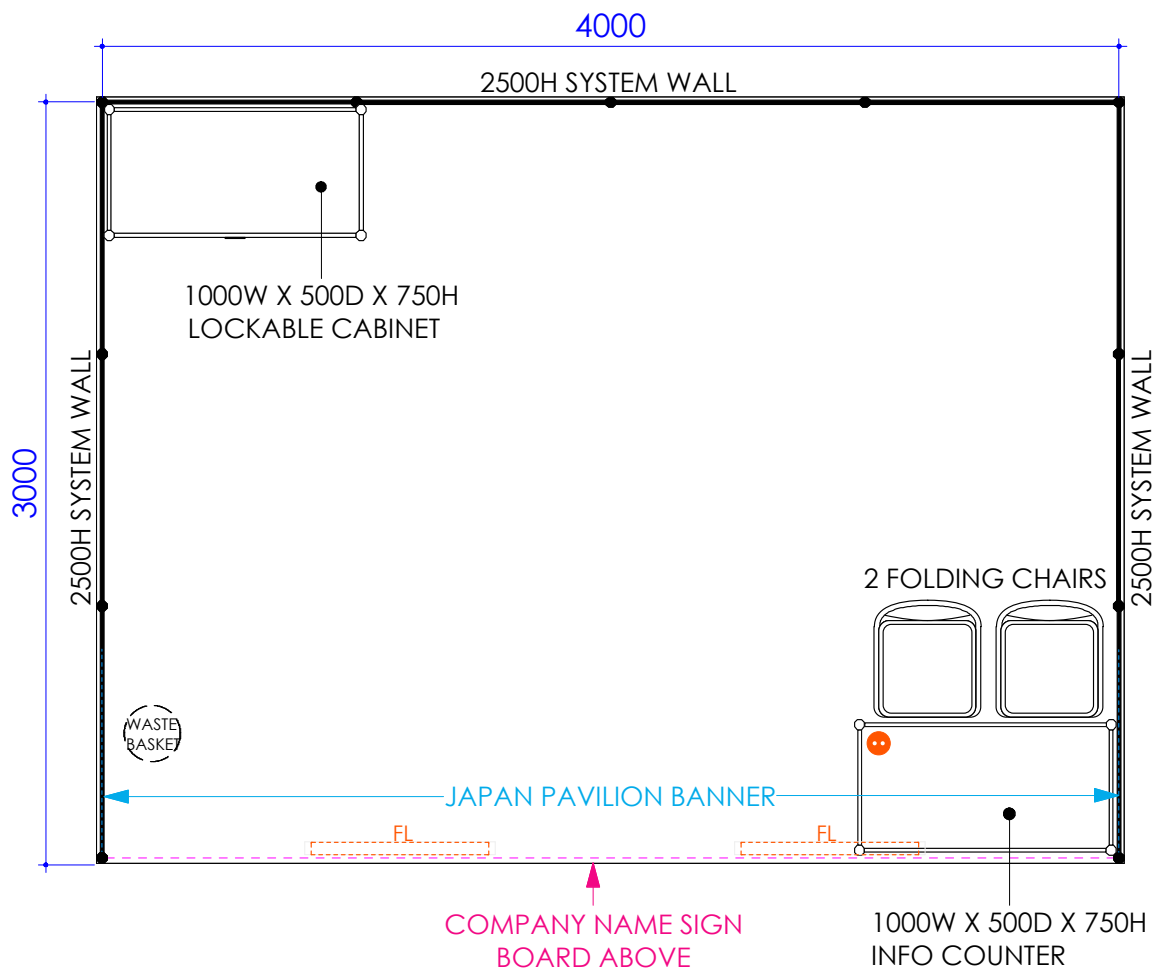 4000
2500H SYSTEM WALL
1000W X 500D X 750H
LOCKABLE CABINET
2500H SYSTEM WALL
3000
2500H SYSTEM WALL
2 FOLDING CHAIRS
WASTE
BASKET
JAPAN PAVILION BANNER
FL
FL
COMPANY NAME SIGN
BOARD ABOVE
1000W X 500D X 750H
INFO COUNTER